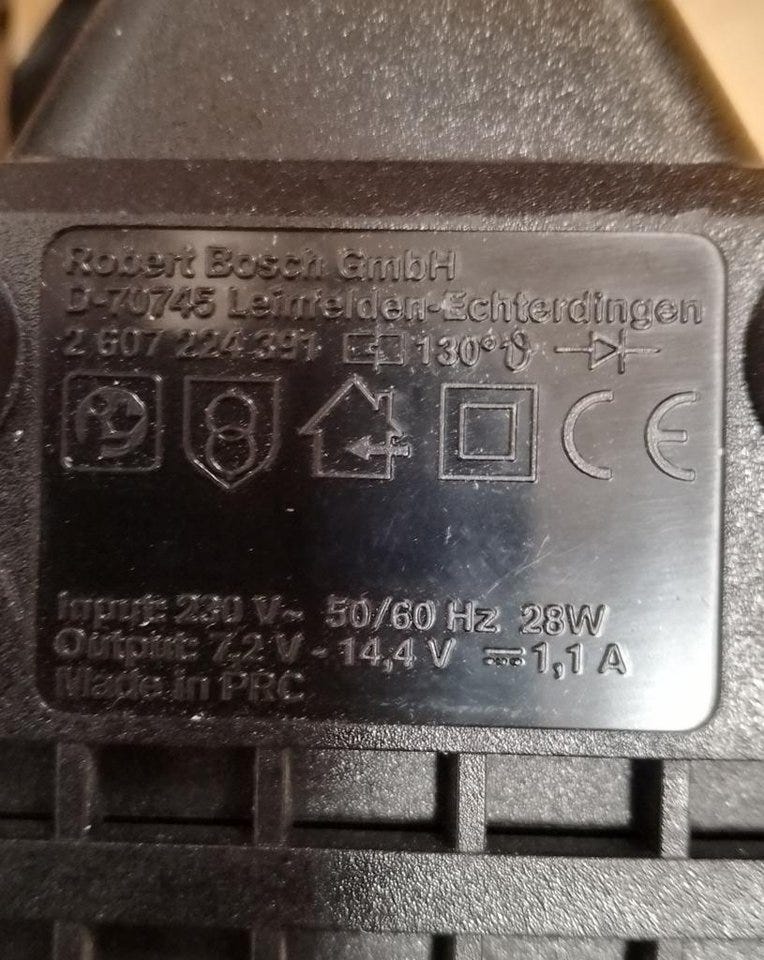 Robert Bosch GmbH
D-70745 Leinfelden-Echterdingen
2 607 224 391 130° ϑ
CE
Input: 230 V~ 50/60 Hz 28W
Output: 7,2 V - 14,4 V ⎓ 1,1 A
Made in PRC